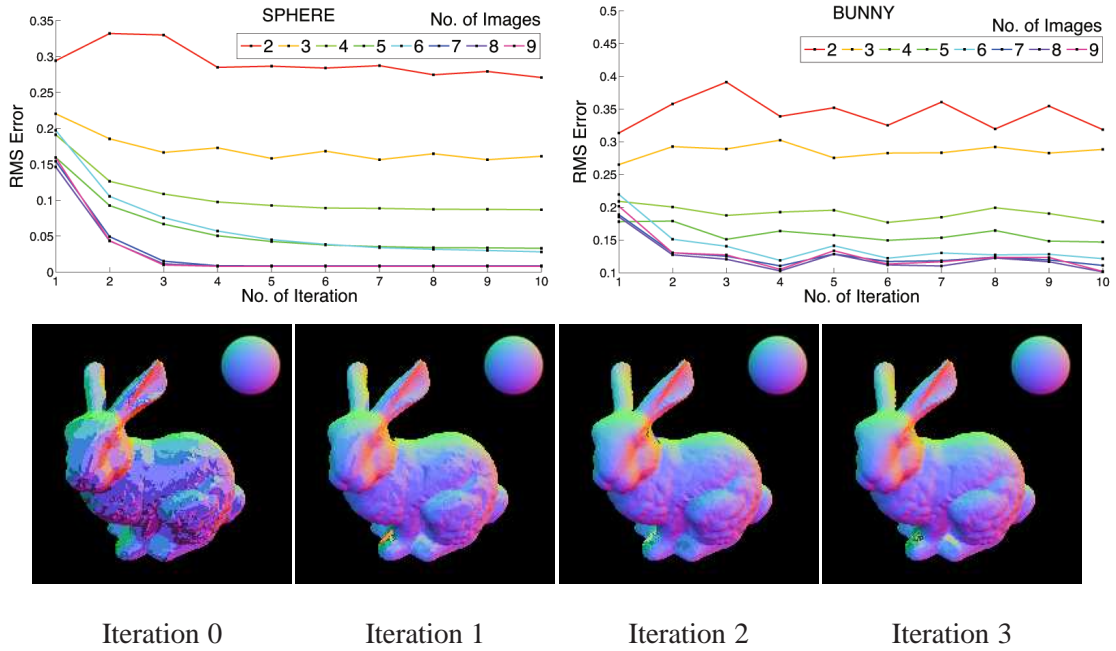 SPHERE
No. of Images
2 3 4 5 6 7 8 9
RMS Error
0.35
0.3
0.25
0.2
0.15
0.1
0.05
0
1 2 3 4 5 6 7 8 9 10
No. of Iteration
BUNNY
No. of Images
2 3 4 5 6 7 8 9
RMS Error
0.5
0.45
0.4
0.35
0.3
0.25
0.2
0.15
0.1
1 2 3 4 5 6 7 8 9 10
No. of Iteration
Iteration 0 Iteration 1 Iteration 2 Iteration 3